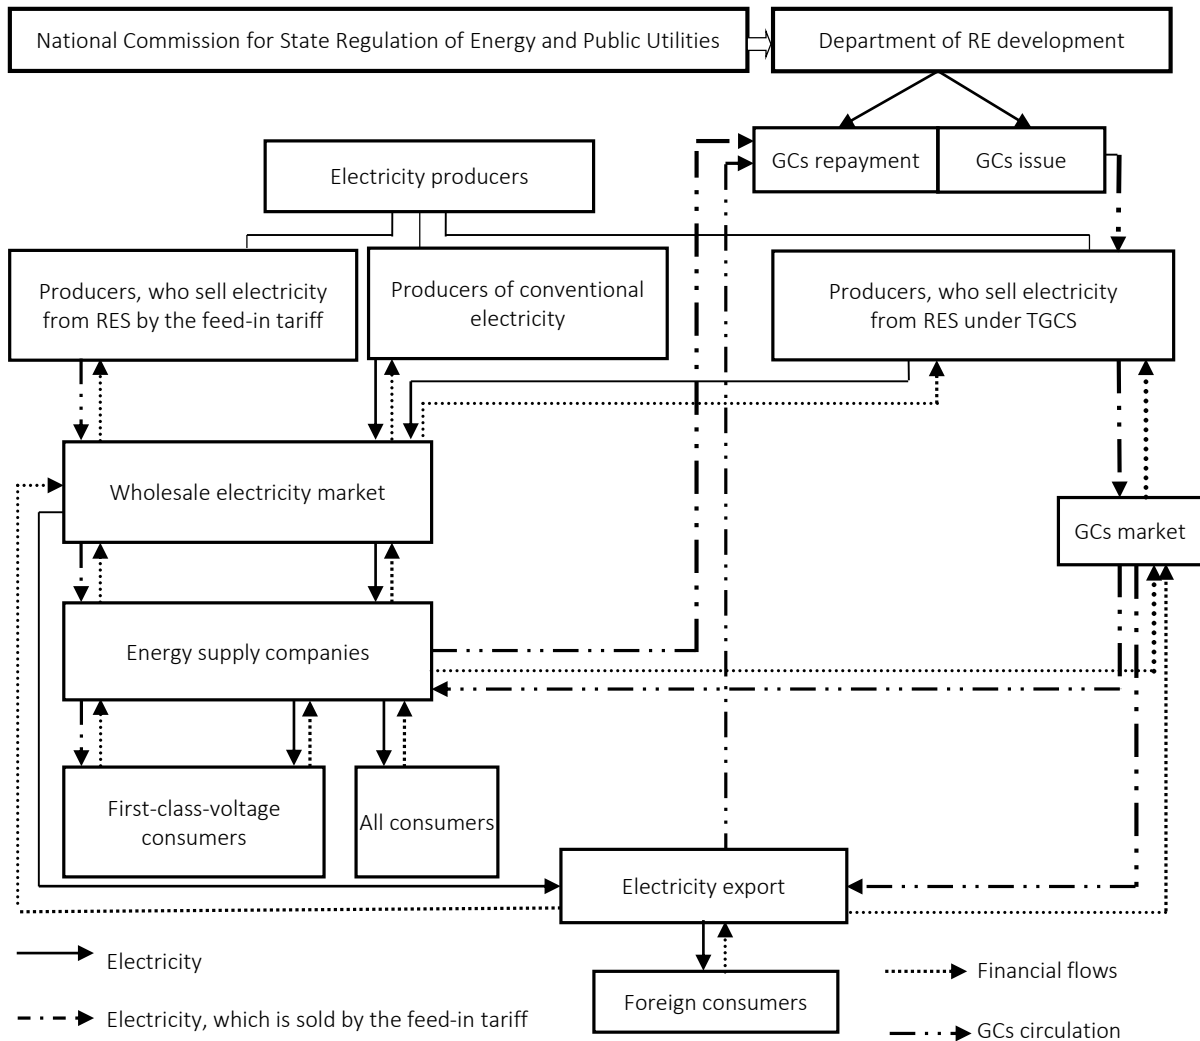 National Commission for State Regulation of Energy and Public Utilities
Department of RE development
GCs repayment
GCs issue
Electricity producers
Producers, who sell electricity
from RES by the feed-in tariff
Producers of conventional
electricity
Producers, who sell electricity
from RES under TGCS
Wholesale electricity market
GCs market
Energy supply companies
First-class-voltage
consumers
All consumers
Electricity export
Foreign consumers
Electricity
Electricity, which is sold by the feed-in tariff
Financial flows
GCs circulation